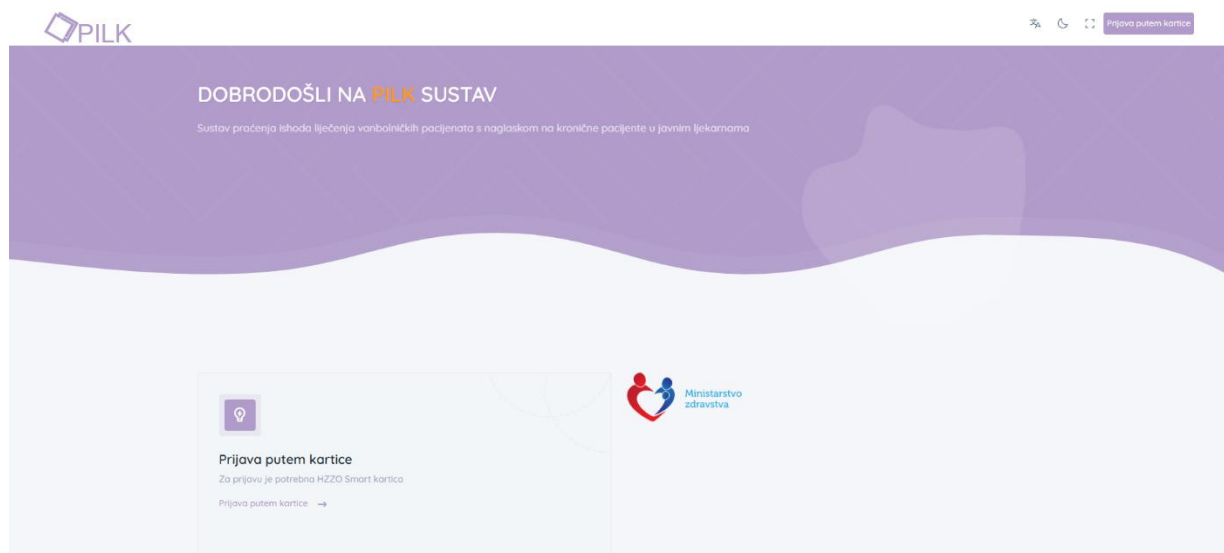 PILK
Prijava putem kartice
DOBRODOŠLI NA PILK SUSTAV
Sustav praćenja ishoda liječenja vanbolničkih pacijenata s naglaskom na kronične pacijente u javnim ljekarnama
Ministarstvo
zdravstva
Prijava putem kartice
Za prijavu je potrebna HZZO Smart kartica
Prijava putem kartice →